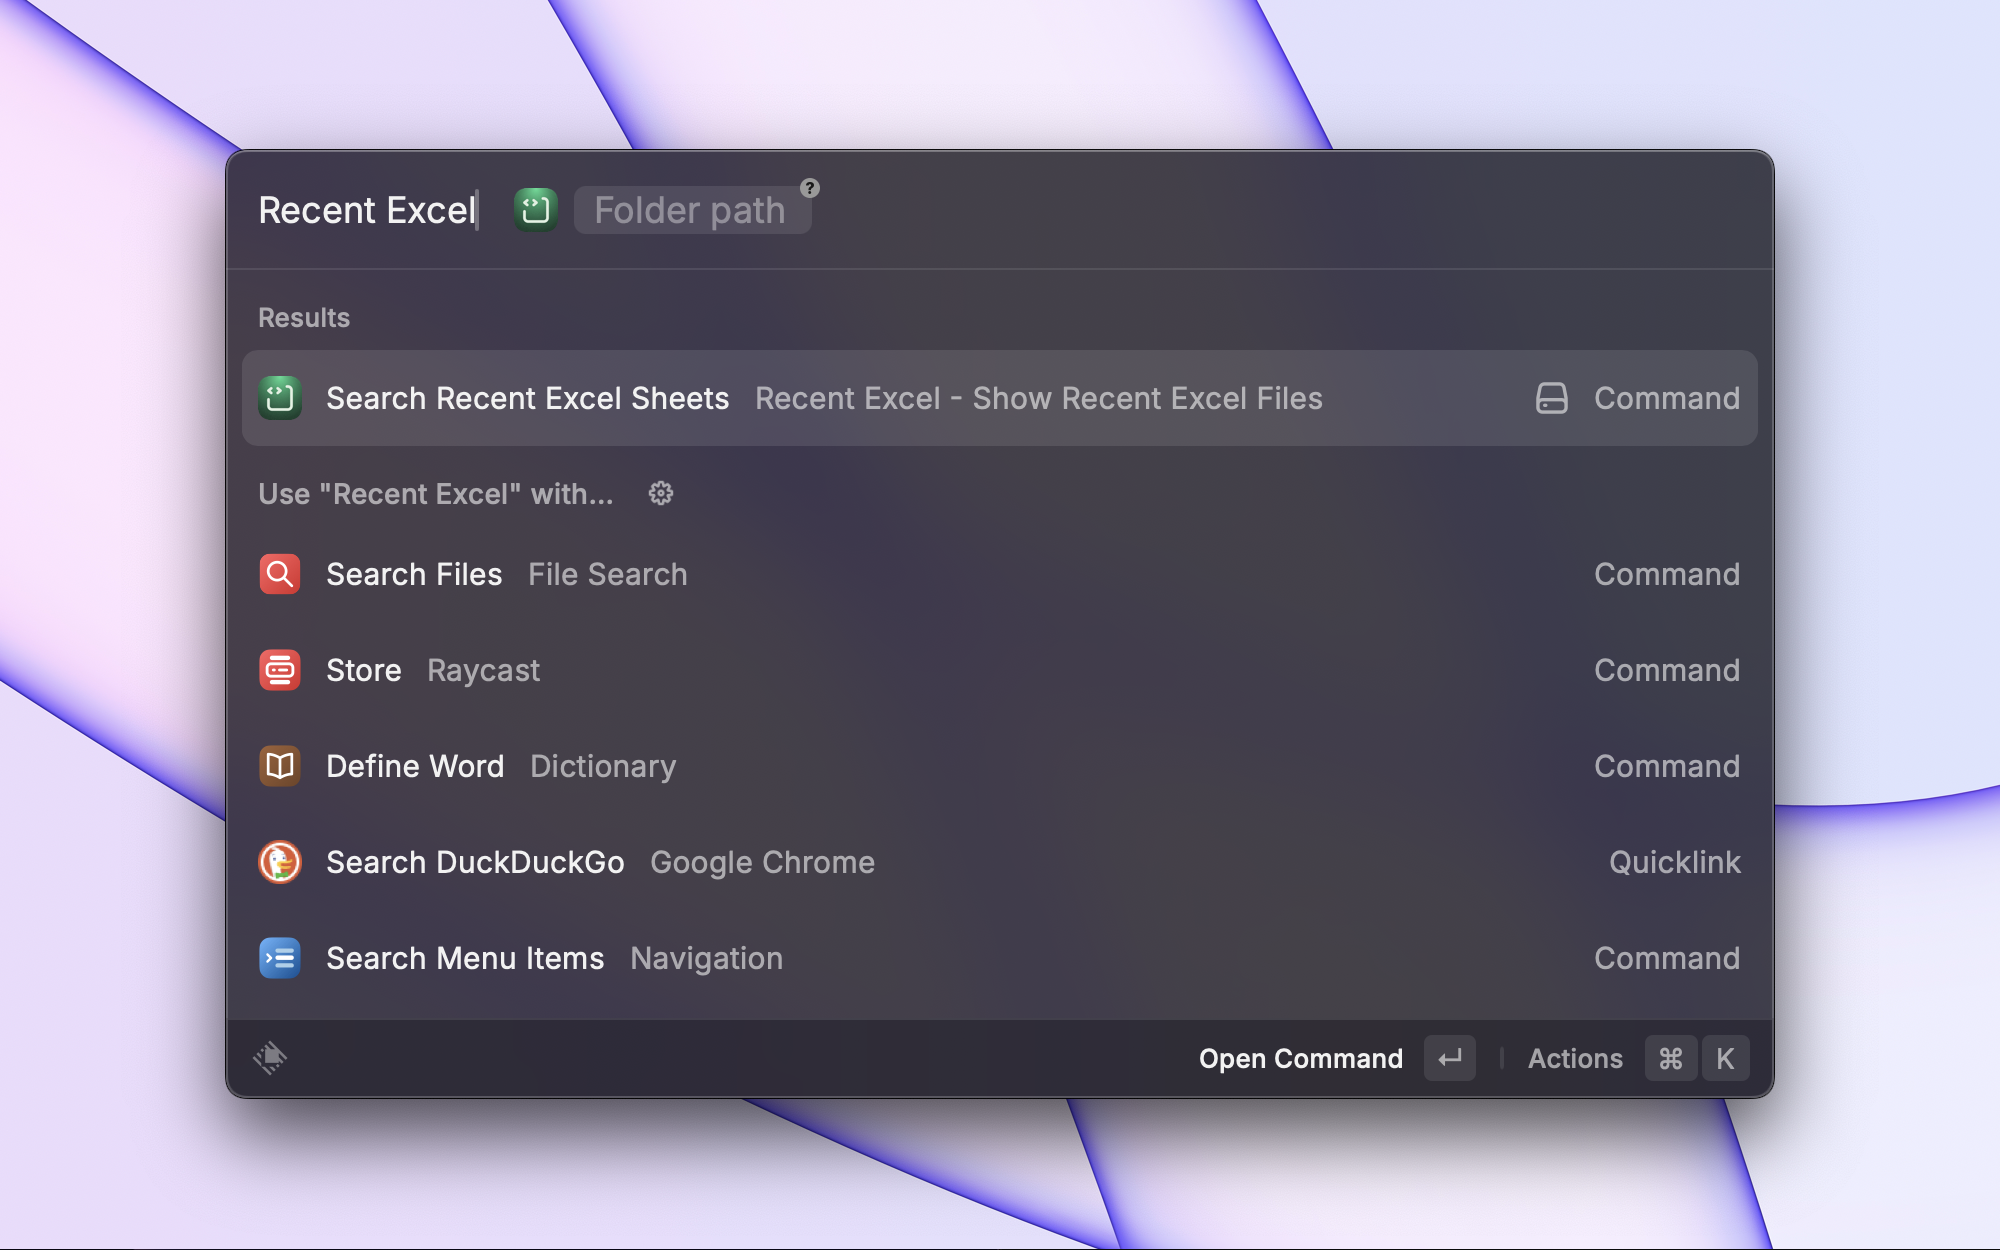 Recent Excel Folder path ?
Results
Search Recent Excel Sheets Recent Excel - Show Recent Excel Files Command
Use "Recent Excel" with...
Search Files File Search Command
Store Raycast Command
Define Word Dictionary Command
Search DuckDuckGo Google Chrome Quicklink
Search Menu Items Navigation Command
Open Command ↵ Actions ⌘ K